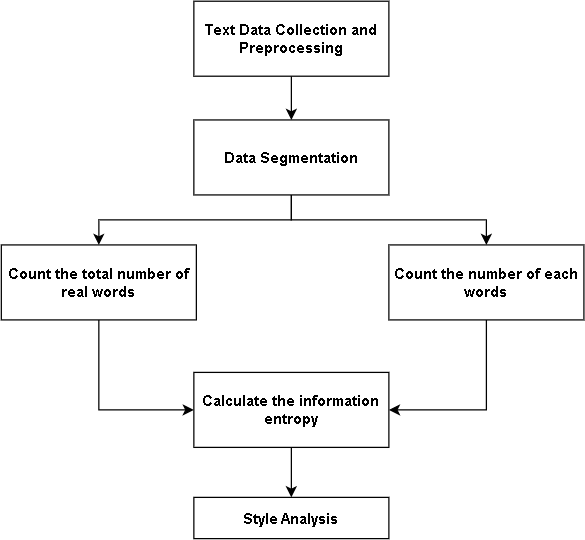 Text Data Collection and
Preprocessing
Data Segmentation
Count the total number of
real words
Count the number of each
words
Calculate the information
entropy
Style Analysis